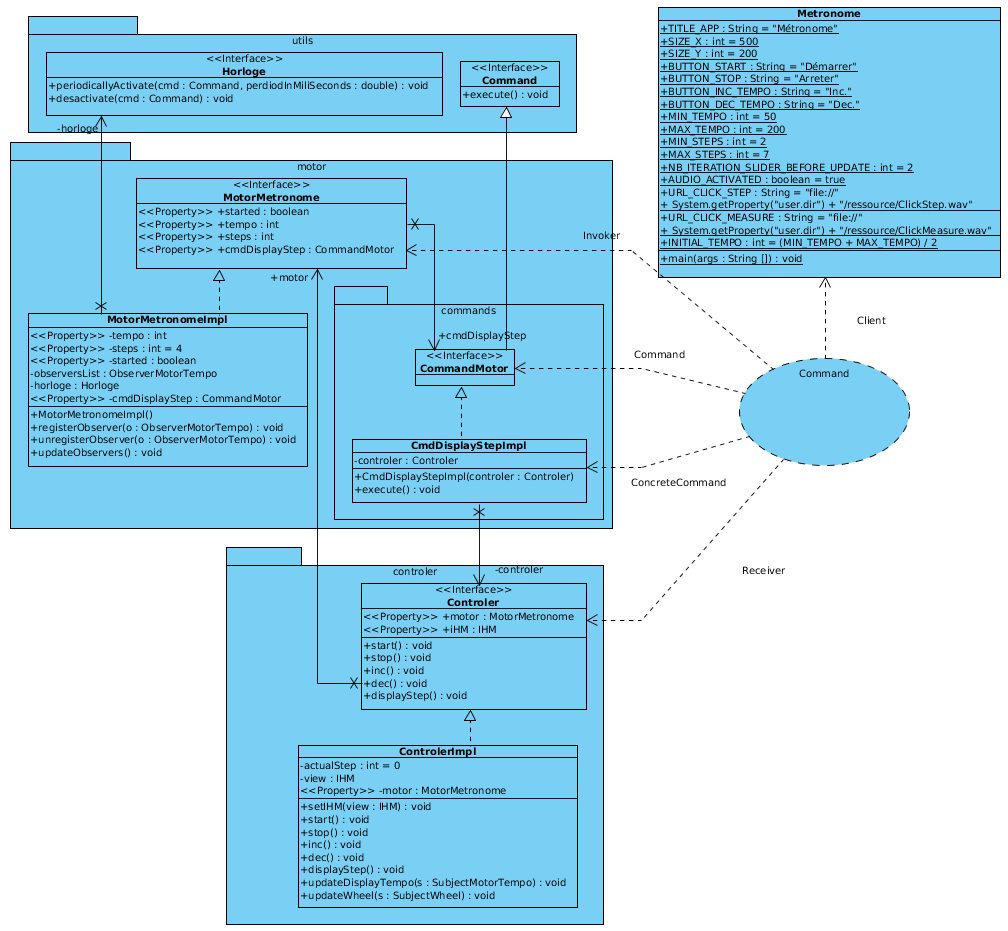 utils
<<Interface>>
Horloge
+periodicallyActivate(cmd : Command, perdiodInMiliSeconds : double) : void
+desactivate(cmd : Command) : void
<<Interface>>
Command
+execute() : void
-horloge
Metronome
+TITLE_APP : String = "Métronome"
+SIZE_X : int = 500
+SIZE_Y : int = 200
+BUTTON_START : String = "Démarrer"
+BUTTON_STOP : String = "Arreter"
+BUTTON_INC_TEMPO : String = "Inc."
+BUTTON_DEC_TEMPO : String = "Dec."
+MIN_TEMPO : int = 50
+MAX_TEMPO : int = 200
+MIN_STEPS : int = 2
+MAX_STEPS : int = 7
+NB_ITERATION_SLIDER_BEFORE_UPDATE : int = 2
+AUDIO_ACTIVATED : boolean = true
+URL_CLICK_STEP : String = "file://"
+ System.getProperty("user.dir") + "/ressource/ClickStep.wav"
+URL_CLICK_MEASURE : String = "file://"
+ System.getProperty("user.dir") + "/ressource/ClickMeasure.wav"
+INITIAL_TEMPO : int = (MIN_TEMPO + MAX_TEMPO) / 2
+main(args : String []) : void
motor
<<Interface>>
MotorMetronome
<<Property>> +started : boolean
<<Property>> +tempo : int
<<Property>> +steps : int
<<Property>> +cmdDisplayStep : CommandMotor
Invoker
+motor
MotorMetronomeImpl
<<Property>> -tempo : int
<<Property>> -steps : int = 4
<<Property>> -started : boolean
-observersList : ObserverMotorTempo
-horloge : Horloge
<<Property>> -cmdDisplayStep : CommandMotor
+MotorMetronomeImpl()
+registerObserver(o : ObserverMotorTempo) : void
+unregisterObserver(o : ObserverMotorTempo) : void
+updateObservers() : void
commands
+cmdDisplayStep
<<Interface>>
CommandMotor
CmdDisplayStepImpl
-controler : Controler
+CmdDisplayStepImpl(controler : Controler)
+execute() : void
Client
Command
Command
ConcreteCommand
Receiver
controler
-controler
<<Interface>>
Controler
<<Property>> +motor : MotorMetronome
<<Property>> +iHM : IHM
+start() : void
+stop() : void
+inc() : void
+dec() : void
+displayStep() : void
ControlerImpl
-actualStep : int = 0
-view : IHM
<<Property>> -motor : MotorMetronome
+setIHM(view : IHM) : void
+start() : void
+stop() : void
+inc() : void
+dec() : void
+displayStep() : void
+updateDisplayTempo(s : SubjectMotorTempo) : void
+updateWheel(s : SubjectWheel) : void